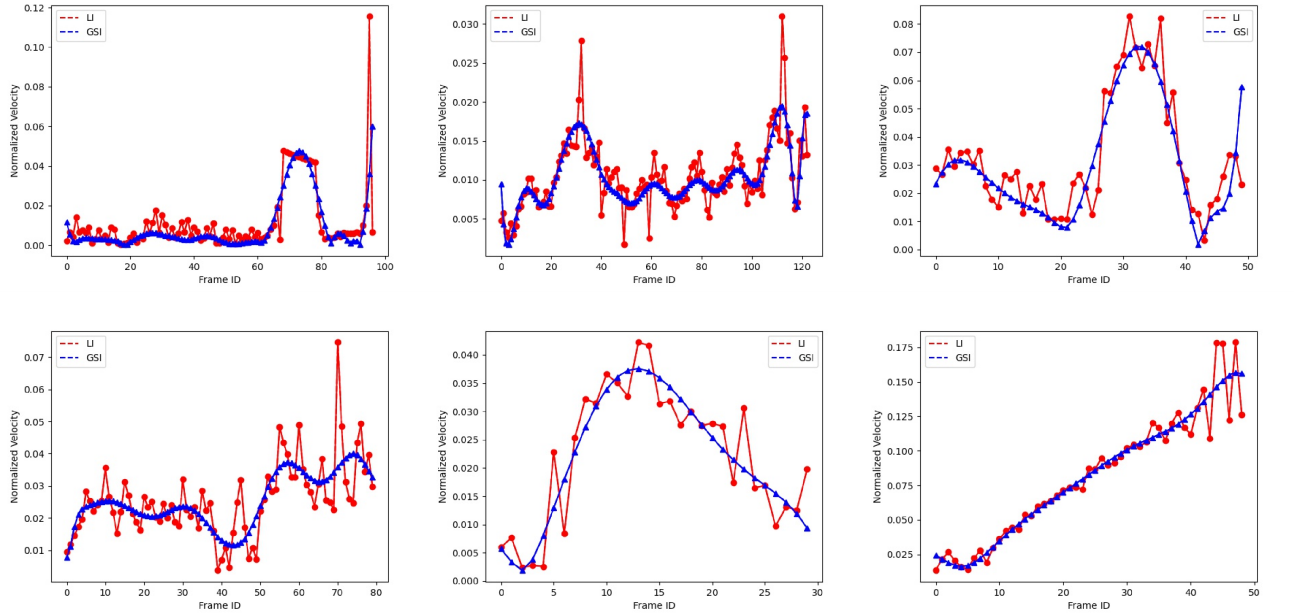 LI
GSI
Normalized Velocity
0.12
0.10
0.08
0.06
0.04
0.02
0.00
0 20 40 60 80 100
Frame ID
LI
GSI
Normalized Velocity
0.030
0.025
0.020
0.015
0.010
0.005
0 20 40 60 80 100 120
Frame ID
LI
GSI
Normalized Velocity
0.08
0.07
0.06
0.05
0.04
0.03
0.02
0.01
0.00
0 10 20 30 40 50
Frame ID
LI
GSI
Normalized Velocity
0.07
0.06
0.05
0.04
0.03
0.02
0.01
0 10 20 30 40 50 60 70 80
Frame ID
LI
GSI
Normalized Velocity
0.040
0.035
0.030
0.025
0.020
0.015
0.010
0.005
0.000
0 5 10 15 20 25 30
Frame ID
LI
GSI
Normalized Velocity
0.175
0.150
0.125
0.100
0.075
0.050
0.025
0 10 20 30 40 50
Frame ID